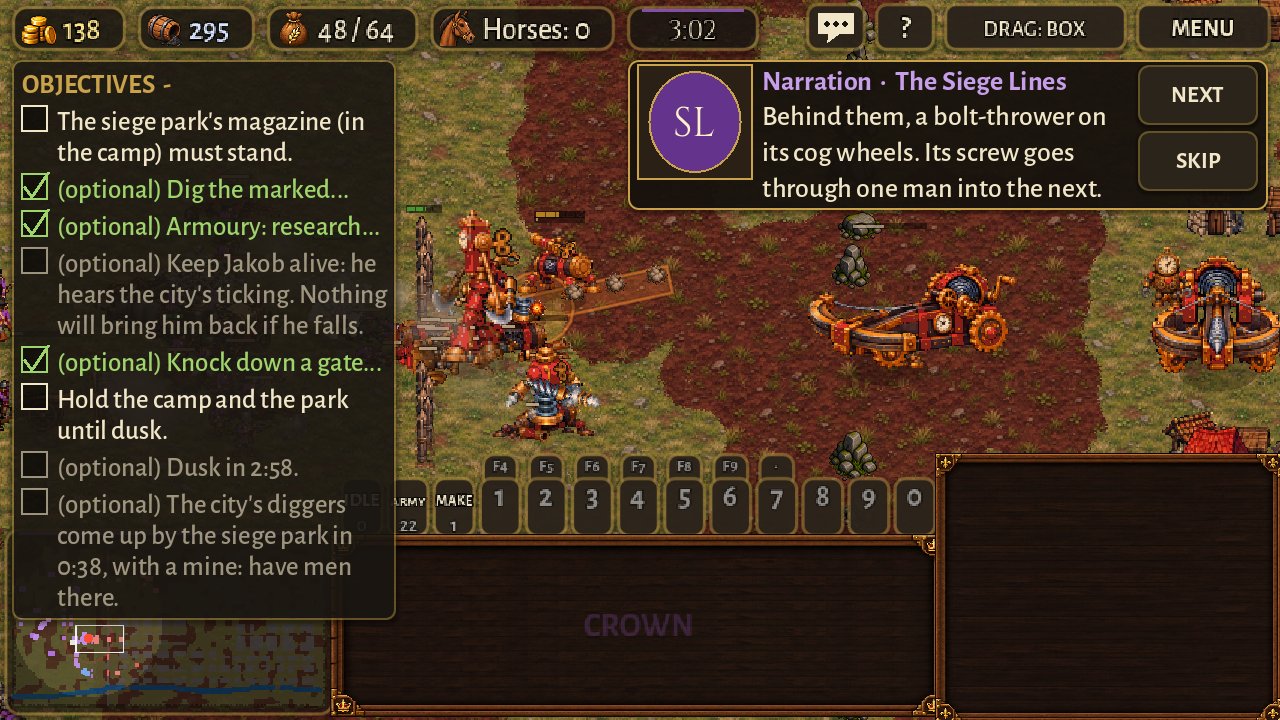 138
295
48/64
Horses: 0
3:02
?
DRAG: BOX
MENU
OBJECTIVES -
The siege park's magazine (in
the camp) must stand.
(optional) Dig the marked...
(optional) Armoury: research...
(optional) Keep Jakob alive: he
hears the city's ticking. Nothing
will bring him back if he falls.
(optional) Knock down a gate...
Hold the camp and the park
until dusk.
(optional) Dusk in 2:58.
(optional) The city's diggers
come up by the siege park in
0:38, with a mine: have men
there.
SL
Narration · The Siege Lines
Behind them, a bolt-thrower on
its cog wheels. Its screw goes
through one man into the next.
NEXT
SKIP
F4 F5 F6 F7 F8 F9 ·
IDLE ARMY MAKE 1 2 3 4 5 6 7 8 9 0
0 22 1
CROWN